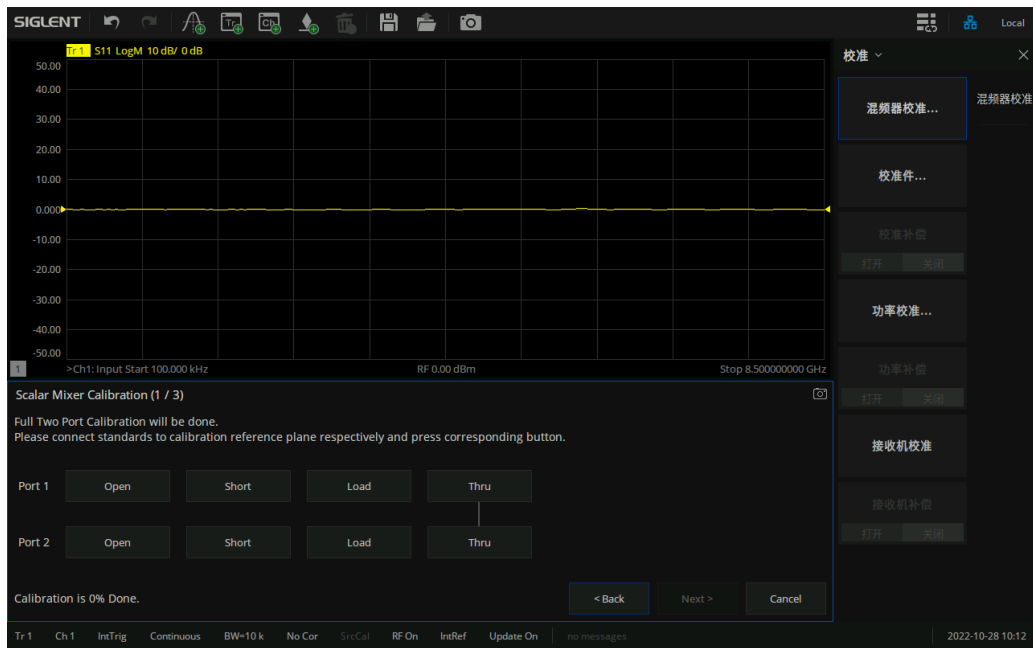 SIGLENT
Tr
Ch
Local
Tr 1 S11 LogM 10 dB/ 0 dB
50.00
40.00
30.00
20.00
10.00
0.000
-10.00
-20.00
-30.00
-40.00
-50.00
1 >Ch1: Input Start 100.000 kHz RF 0.00 dBm Stop 8.500000000 GHz
校准
混频器校准...
混频器校准
校准件...
校准补偿
打开 关闭
功率校准...
功率补偿
打开 关闭
接收机校准
接收机补偿
打开 关闭
Scalar Mixer Calibration (1 / 3)
Full Two Port Calibration will be done.
Please connect standards to calibration reference plane respectively and press corresponding button.
Port 1 Open Short Load Thru
Port 2 Open Short Load Thru
Calibration is 0% Done.
< Back Next > Cancel
Tr 1 Ch 1 IntTrig Continuous BW=10 k No Cor SrcCal RF On IntRef Update On no messages 2022-10-28 10:12